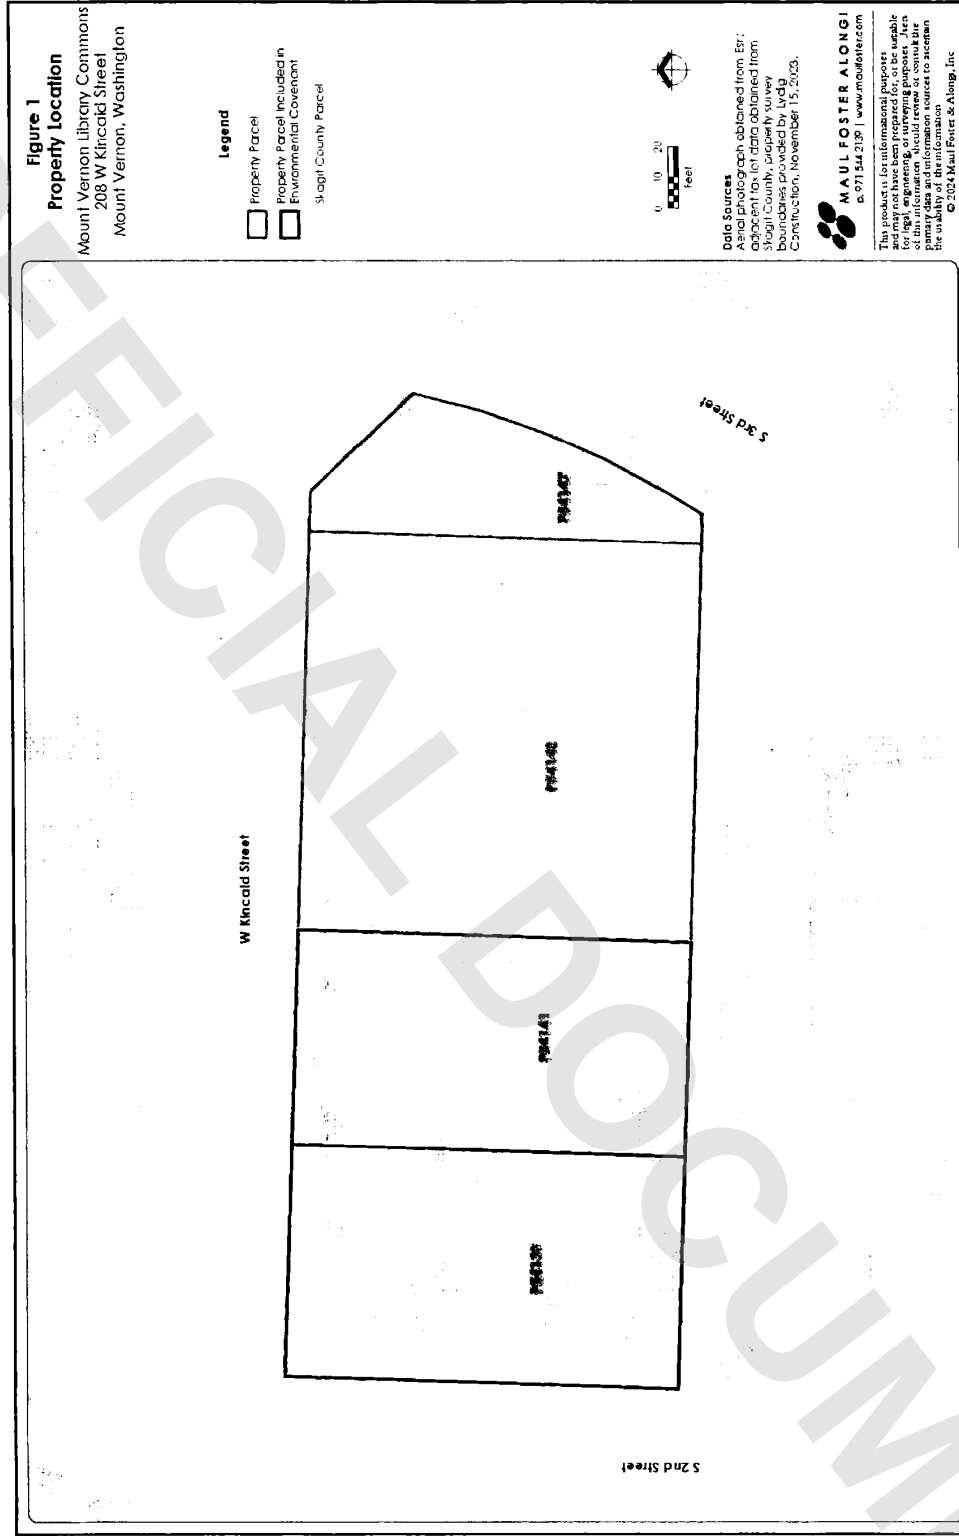 Figure 1
Property Location
Mount Vernon Library Commons
208 W Kincaid Street
Mount Vernon, Washington
Legend
Property Parcel
Property Parcel Included in
Environmental Covenant
Skagit County Parcel
0 10 20
Feet
Data Sources
Aerial photograph obtained from Esri;
adjacent tax lot data obtained from
Skagit County; property survey
boundaries provided by Lydig
Construction, November 15, 2023.
MAUL FOSTER ALONGI
p. 971 544 2139 | www.maulfoster.com
This product is for informational purposes
and may not have been prepared for, or be suitable
for legal, engineering, or surveying purposes. Users
of this information should review or consult the
primary data and information sources to ascertain
the usability of the information
© 2024 Maul Foster & Alongi, Inc
W Kincaid Street
S 3rd Street
S 2nd Street
P54147
P54141
OFFICIAL DOCUM